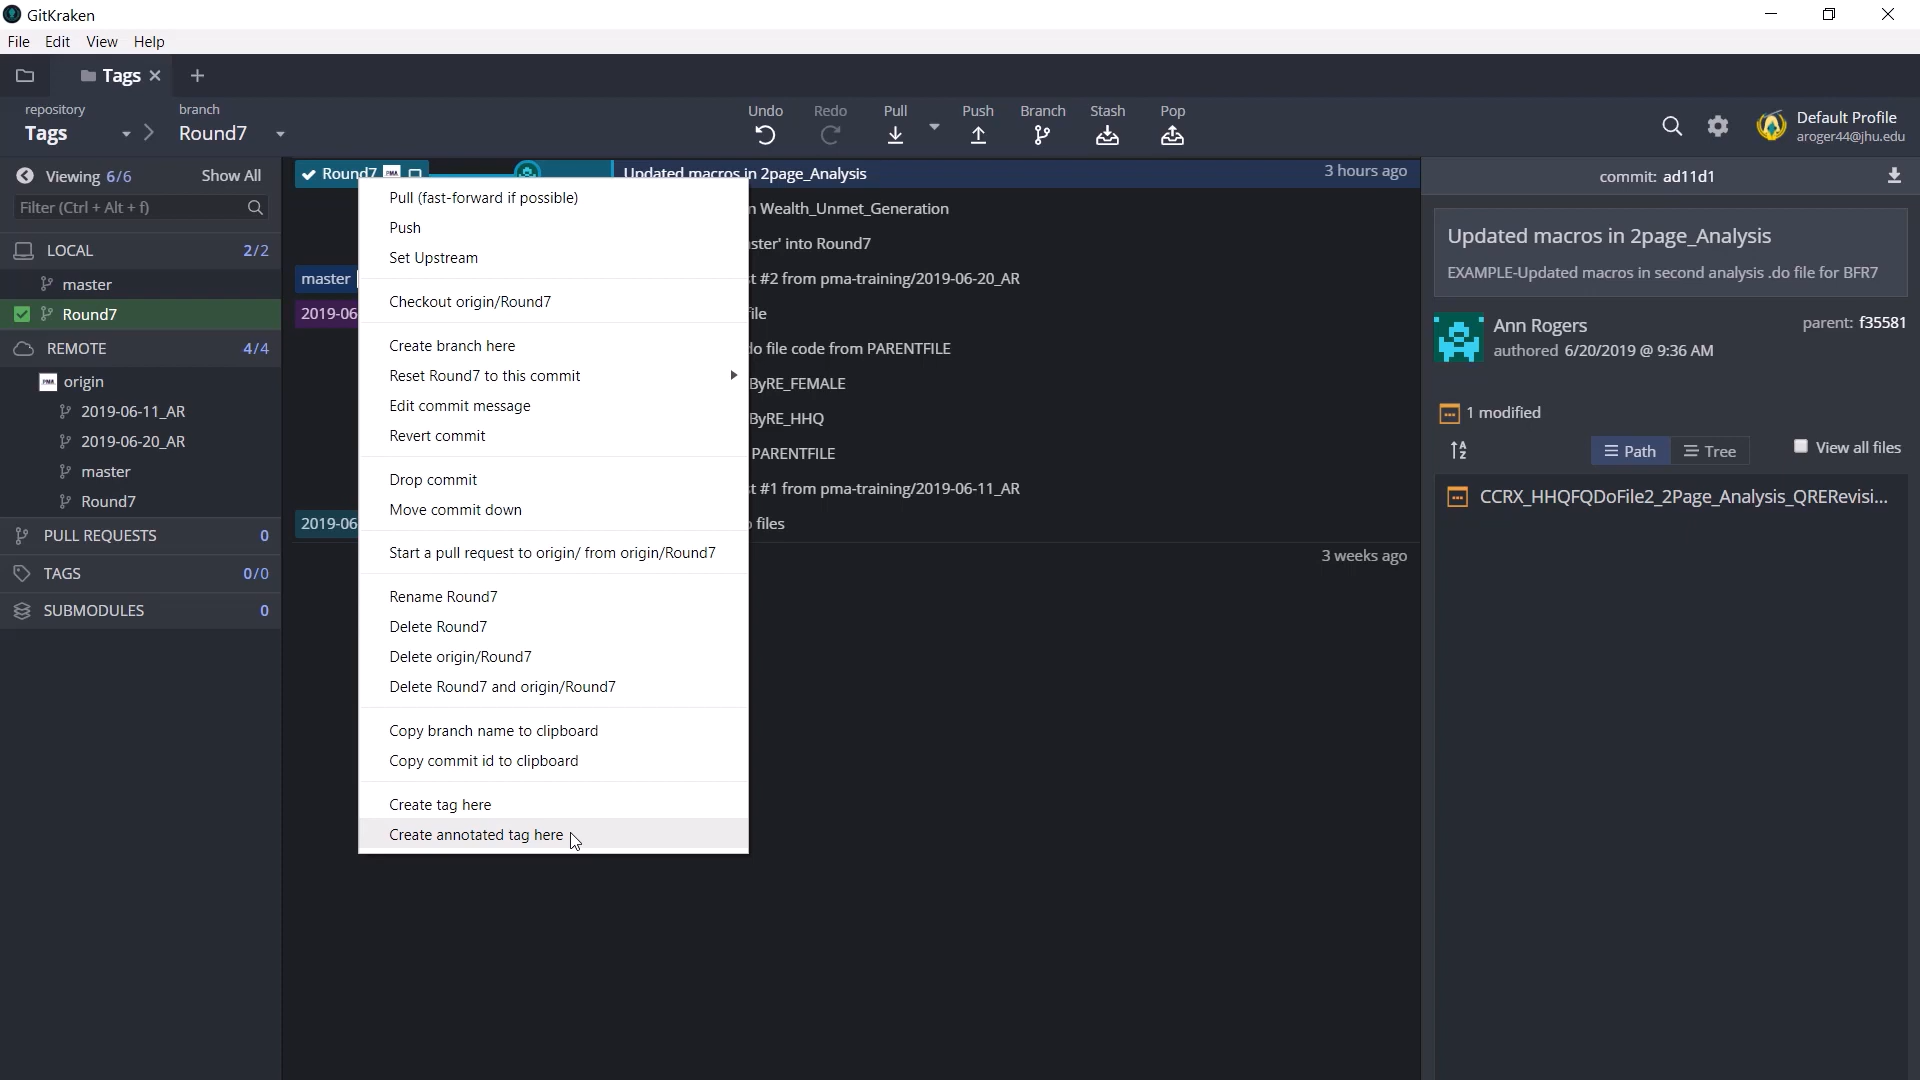 GitKraken
File Edit View Help
Tags
repository
Tags
branch
Round7
Undo
Redo
Pull
Push
Branch
Stash
Pop
Default Profile
aroger44@jhu.edu
Viewing 6/6 Show All
Filter (Ctrl + Alt + f)
LOCAL 2/2
master
Round7
REMOTE 4/4
origin
2019-06-11_AR
2019-06-20_AR
master
Round7
PULL REQUESTS 0
TAGS 0/0
SUBMODULES 0
Round7
Updated macros in 2page_Analysis 3 hours ago
n Wealth_Unmet_Generation
ster' into Round7
master
t #2 from pma-training/2019-06-20_AR
2019-06
file
do file code from PARENTFILE
ByRE_FEMALE
ByRE_HHQ
PARENTFILE
t #1 from pma-training/2019-06-11_AR
2019-06
files
3 weeks ago
Pull (fast-forward if possible)
Push
Set Upstream
Checkout origin/Round7
Create branch here
Reset Round7 to this commit
Edit commit message
Revert commit
Drop commit
Move commit down
Start a pull request to origin/ from origin/Round7
Rename Round7
Delete Round7
Delete origin/Round7
Delete Round7 and origin/Round7
Copy branch name to clipboard
Copy commit id to clipboard
Create tag here
Create annotated tag here
commit: ad11d1
Updated macros in 2page_Analysis
EXAMPLE-Updated macros in second analysis .do file for BFR7
Ann Rogers
authored 6/20/2019 @ 9:36 AM
parent: f35581
1 modified
Path
Tree
View all files
CCRX_HHQFQDoFile2_2Page_Analysis_QRERevisi...